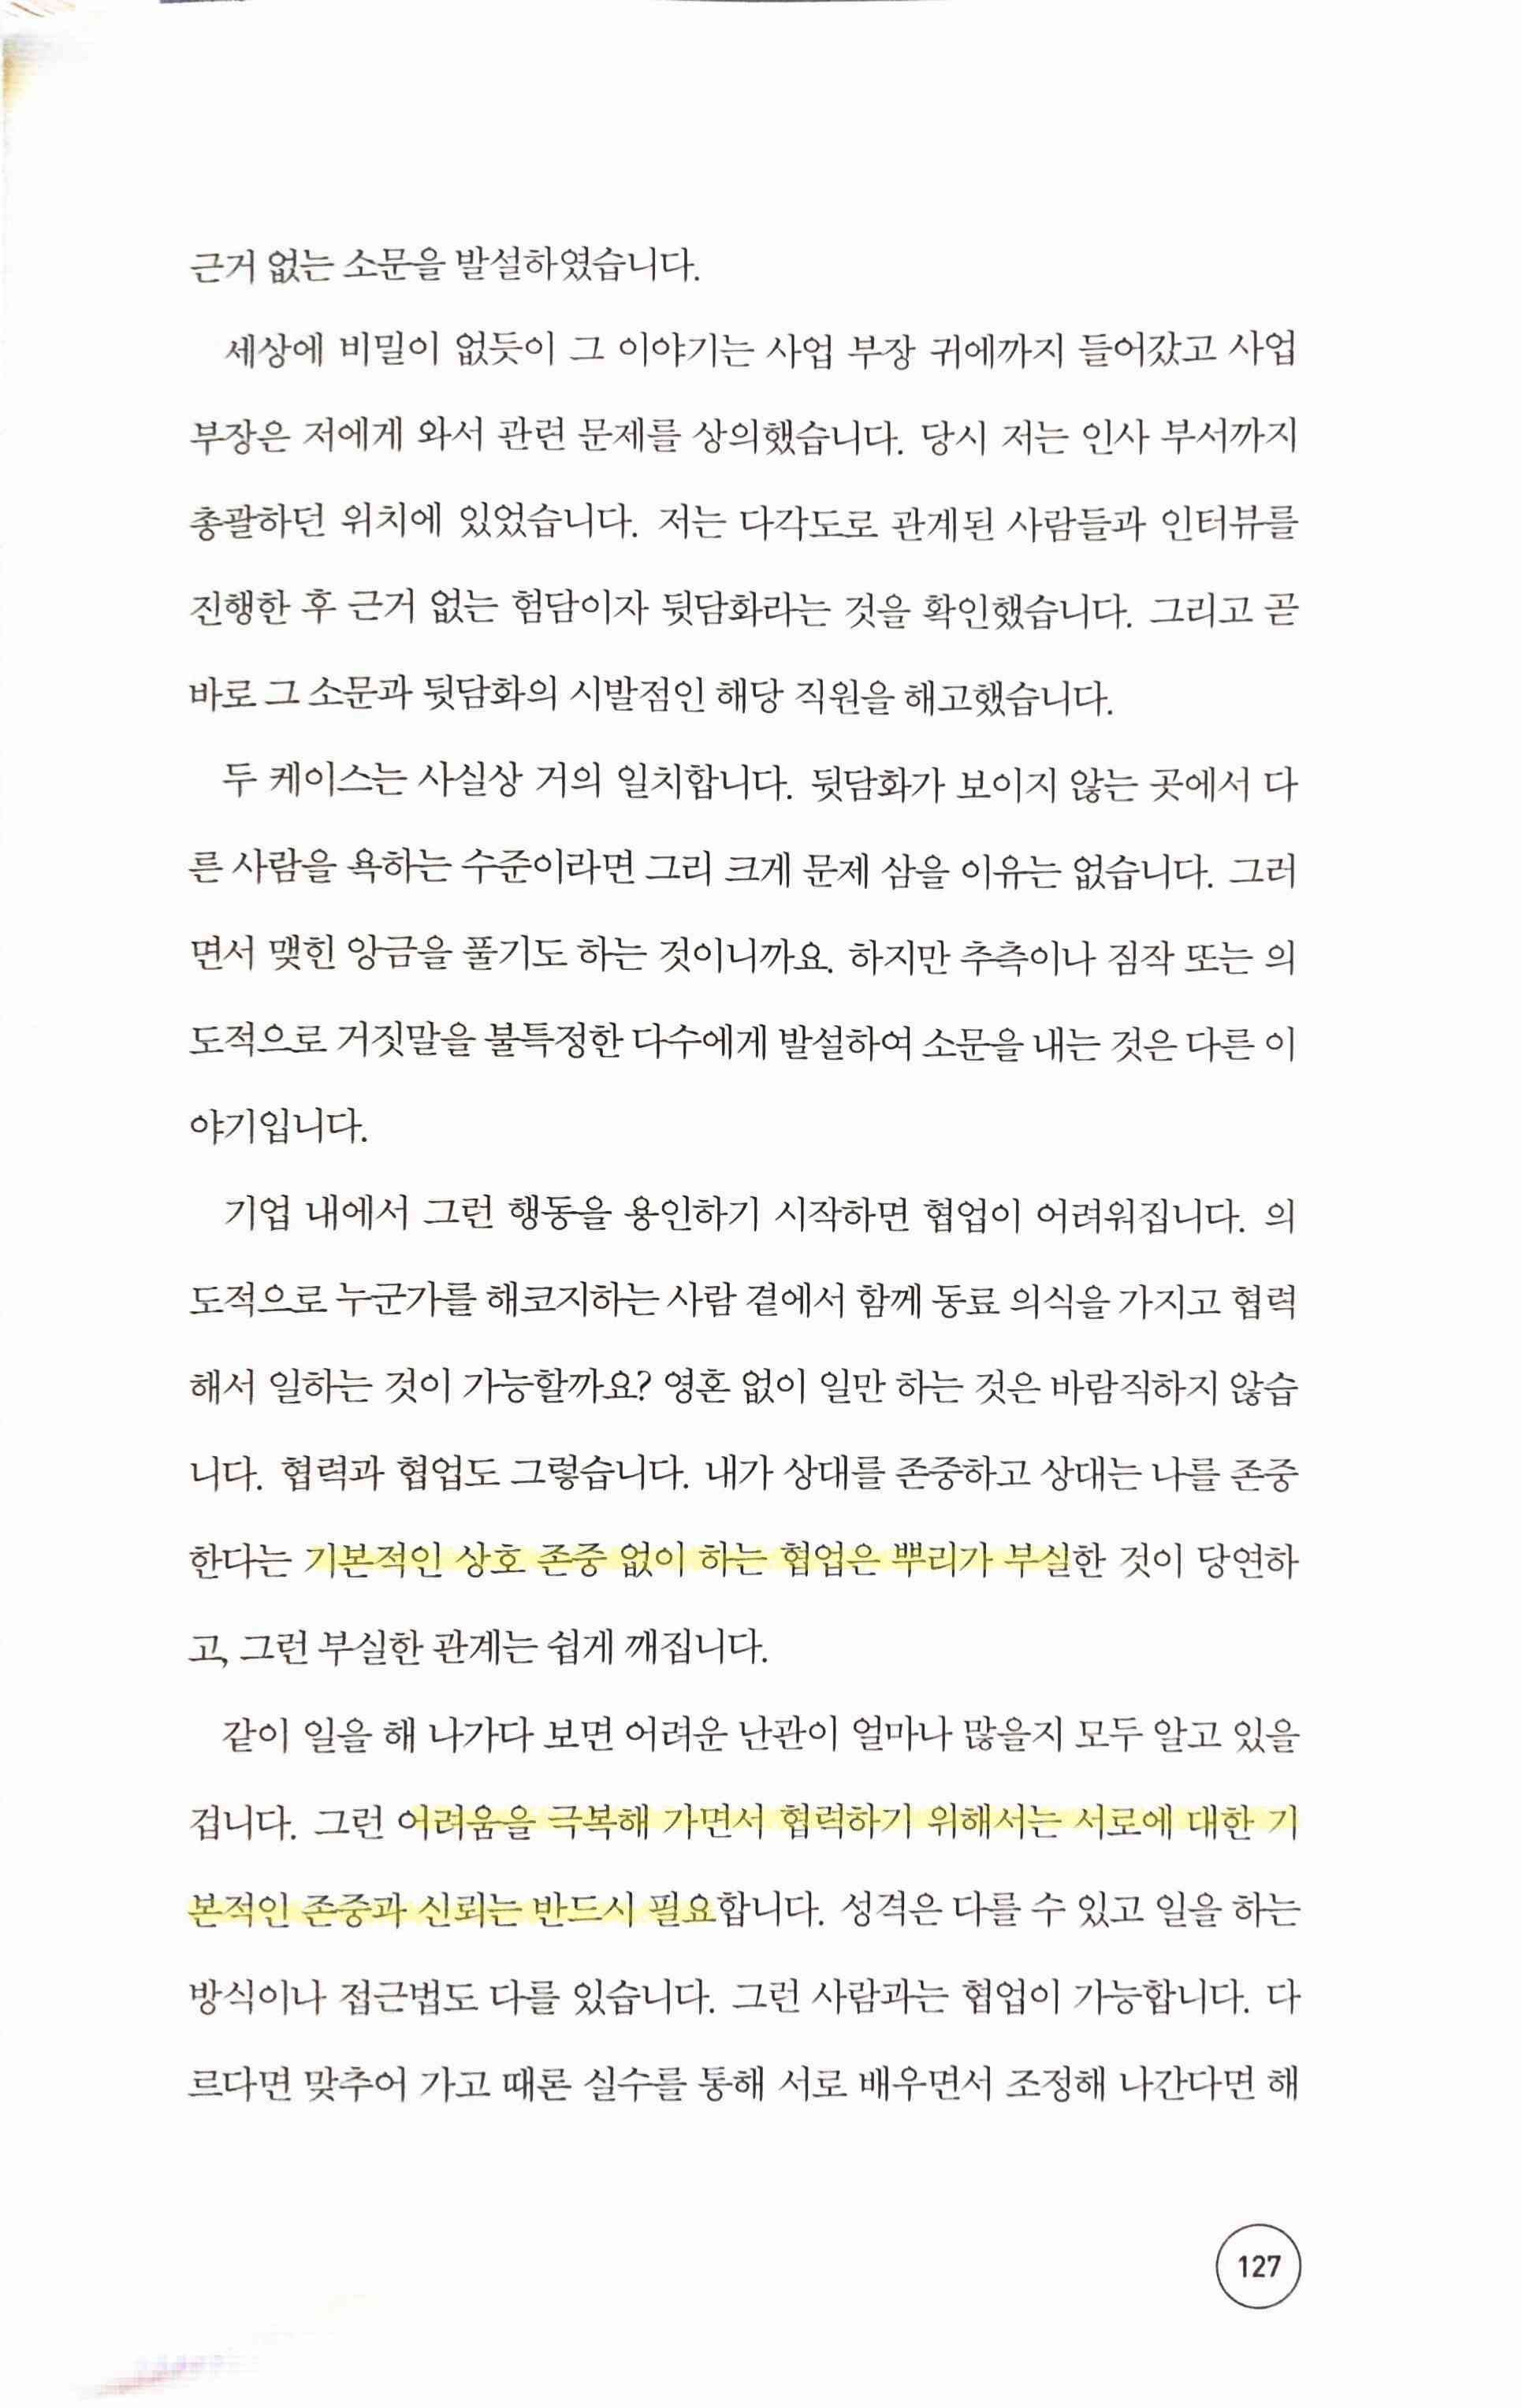 근거 없는 소문을 발설하였습니다.
세상에 비밀이 없듯이 그 이야기는 사업 부장 귀에까지 들어갔고 사업
부장은 저에게 와서 관련 문제를 상의했습니다. 당시 저는 인사 부서까지
총괄하던 위치에 있었습니다. 저는 다각도로 관계된 사람들과 인터뷰를
진행한 후 근거 없는 험담이자 뒷담화라는 것을 확인했습니다. 그리고 곧
바로 그 소문과 뒷담화의 시발점인 해당 직원을 해고했습니다.
두 케이스는 사실상 거의 일치합니다. 뒷담화가 보이지 않는 곳에서 다
른 사람을 욕하는 수준이라면 그리 크게 문제 삼을 이유는 없습니다. 그러
면서 맺힌 앙금을 풀기도 하는 것이니까요. 하지만 추측이나 짐작 또는 의
도적으로 거짓말을 불특정한 다수에게 발설하여 소문을 내는 것은 다른 이
야기입니다.
기업 내에서 그런 행동을 용인하기 시작하면 협업이 어려워집니다. 의
도적으로 누군가를 해코지하는 사람 곁에서 함께 동료 의식을 가지고 협력
해서 일하는 것이 가능할까요? 영혼 없이 일만 하는 것은 바람직하지 않습
니다. 협력과 협업도 그렇습니다. 내가 상대를 존중하고 상대는 나를 존중
한다는 기본적인 상호 존중 없이 하는 협업은 뿌리가 부실한 것이 당연하
고, 그런 부실한 관계는 쉽게 깨집니다.
같이 일을 해 나가다 보면 어려운 난관이 얼마나 많을지 모두 알고 있을
겁니다. 그런 어려움을 극복해 가면서 협력하기 위해서는 서로에 대한 기
본적인 존중과 신뢰는 반드시 필요합니다. 성격은 다를 수 있고 일을 하는
방식이나 접근법도 다를 있습니다. 그런 사람과는 협업이 가능합니다. 다
르다면 맞추어 가고 때론 실수를 통해 서로 배우면서 조정해 나간다면 해
127